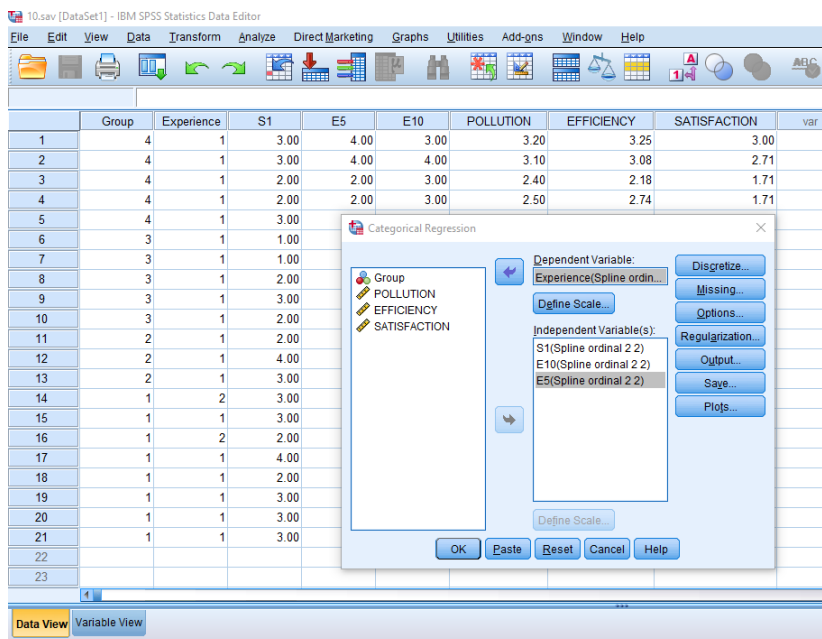 10.sav [DataSet1] - IBM SPSS Statistics Data Editor
File Edit View Data Transform Analyze Direct Marketing Graphs Utilities Add-ons Window Help
Group Experience S1 E5 E10 POLLUTION EFFICIENCY SATISFACTION var
1 4 1 3.00 4.00 3.00 3.20 3.25 3.00
2 4 1 3.00 4.00 4.00 3.10 3.08 2.71
3 4 1 2.00 2.00 3.00 2.40 2.18 1.71
4 4 1 2.00 2.00 3.00 2.50 2.74 1.71
5 4 1 3.00
6 3 1 1.00
7 3 1 1.00
8 3 1 2.00
9 3 1 3.00
10 3 1 2.00
11 2 1 2.00
12 2 1 4.00
13 2 1 3.00
14 1 2 3.00
15 1 1 3.00
16 1 2 2.00
17 1 1 4.00
18 1 1 2.00
19 1 1 3.00
20 1 1 3.00
21 1 1 3.00
22
23
Categorical Regression
Group
POLLUTION
EFFICIENCY
SATISFACTION
Dependent Variable:
Experience(Spline ordin...
Define Scale...
Independent Variable(s):
S1(Spline ordinal 2 2)
E10(Spline ordinal 2 2)
E5(Spline ordinal 2 2)
Define Scale...
Discretize...
Missing...
Options...
Regularization...
Output...
Save...
Plots...
OK Paste Reset Cancel Help
Data View Variable View